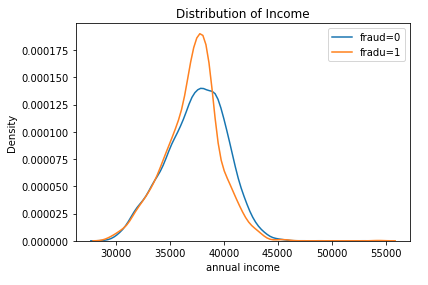 Distribution of Income
fraud=0
fradu=1
0.000175
0.000150
0.000125
0.000100
0.000075
0.000050
0.000025
0.000000
Density
30000 35000 40000 45000 50000 55000
annual income